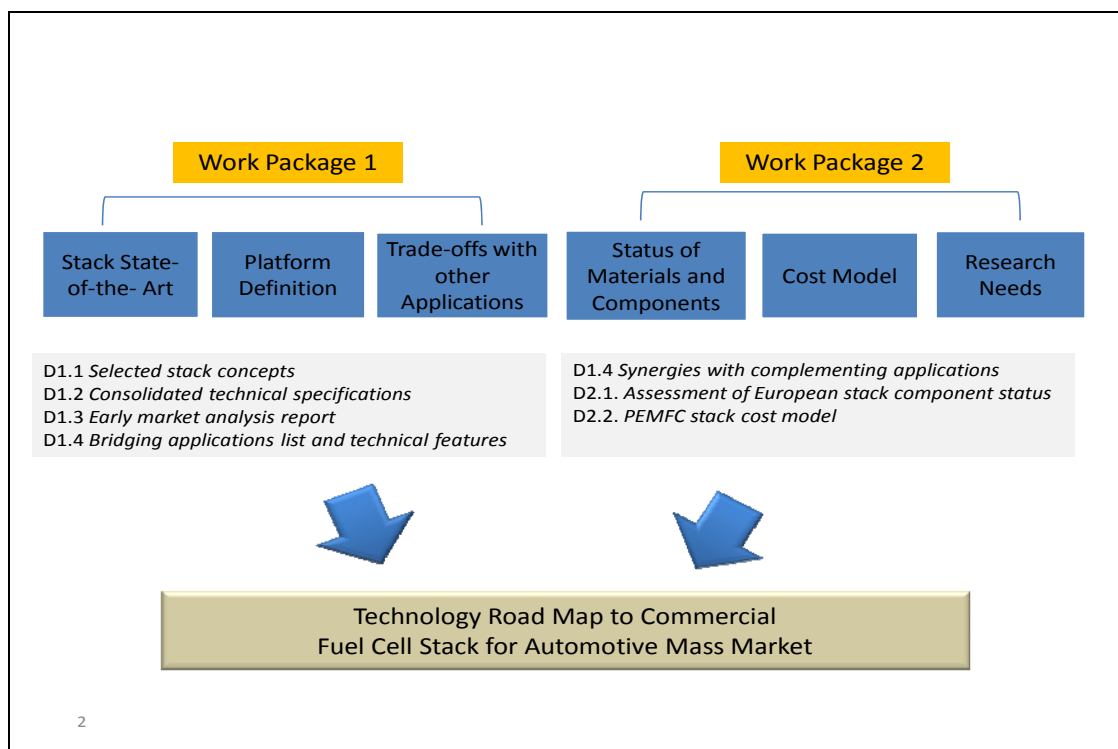 Work Package 1
Work Package 2
Stack State-
of-the- Art
Platform
Definition
Trade-offs with
other
Applications
Status of
Materials and
Components
Cost Model
Research
Needs
D1.1 Selected stack concepts
D1.2 Consolidated technical specifications
D1.3 Early market analysis report
D1.4 Bridging applications list and technical features
D1.4 Synergies with complementing applications
D2.1. Assessment of European stack component status
D2.2. PEMFC stack cost model
Technology Road Map to Commercial
Fuel Cell Stack for Automotive Mass Market
2